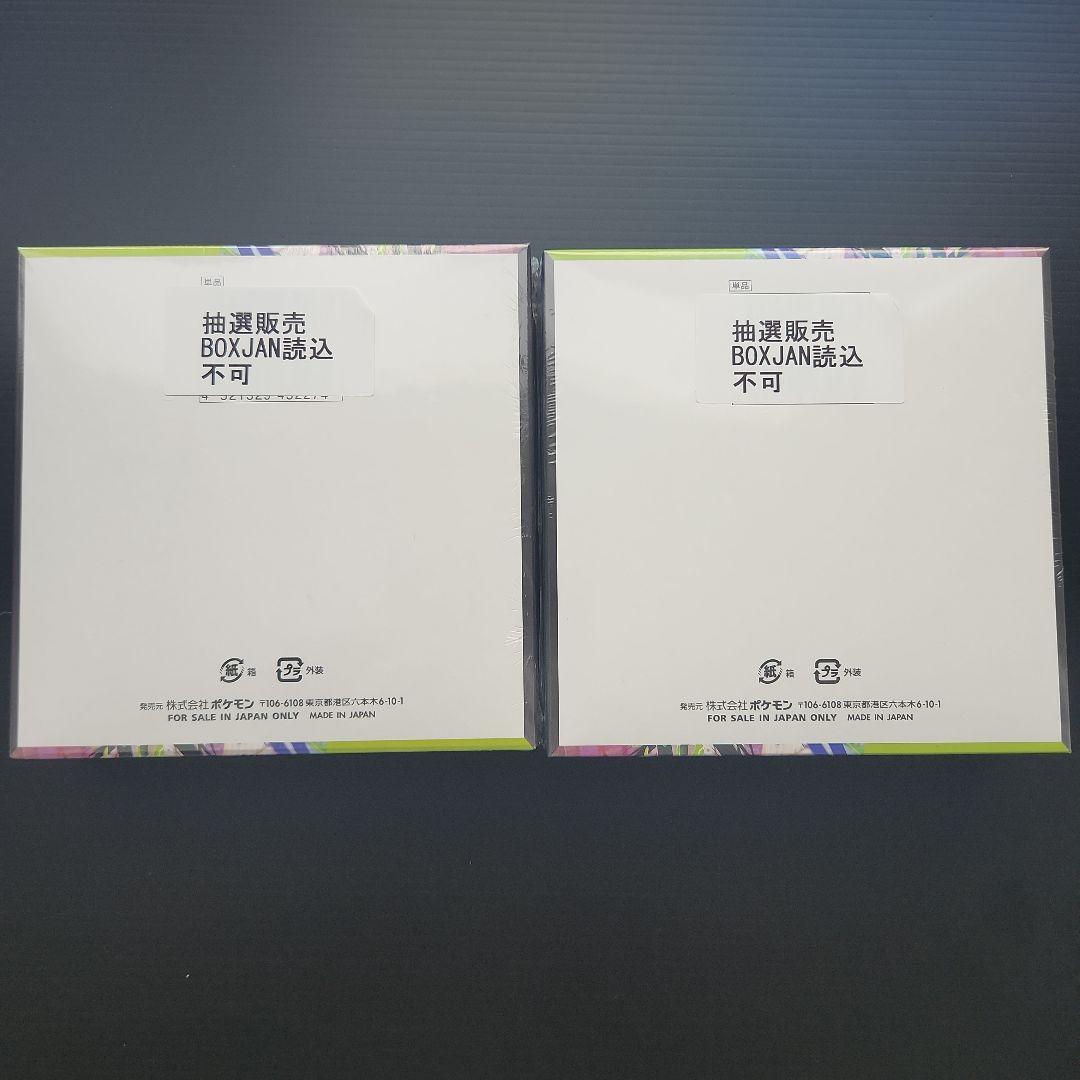 単品
抽選販売
BOXJAN読込
不可
紙 箱 プラ 外装
発売元 株式会社ポケモン 〒106-6108 東京都港区六本木6-10-1
FOR SALE IN JAPAN ONLY MADE IN JAPAN
単品
抽選販売
BOXJAN読込
不可
紙 箱 プラ 外装
発売元 株式会社ポケモン 〒106-6108 東京都港区六本木6-10-1
FOR SALE IN JAPAN ONLY MADE IN JAPAN